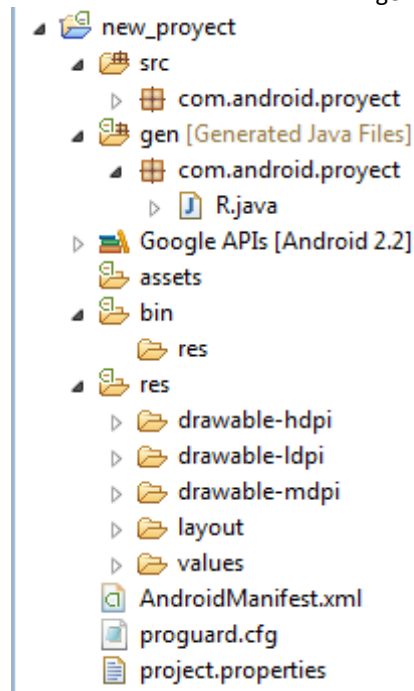 new_proyect
src
com.android.proyect
gen [Generated Java Files]
com.android.proyect
R.java
Google APIs [Android 2.2]
assets
bin
res
res
drawable-hdpi
drawable-ldpi
drawable-mdpi
layout
values
AndroidManifest.xml
proguard.cfg
project.properties